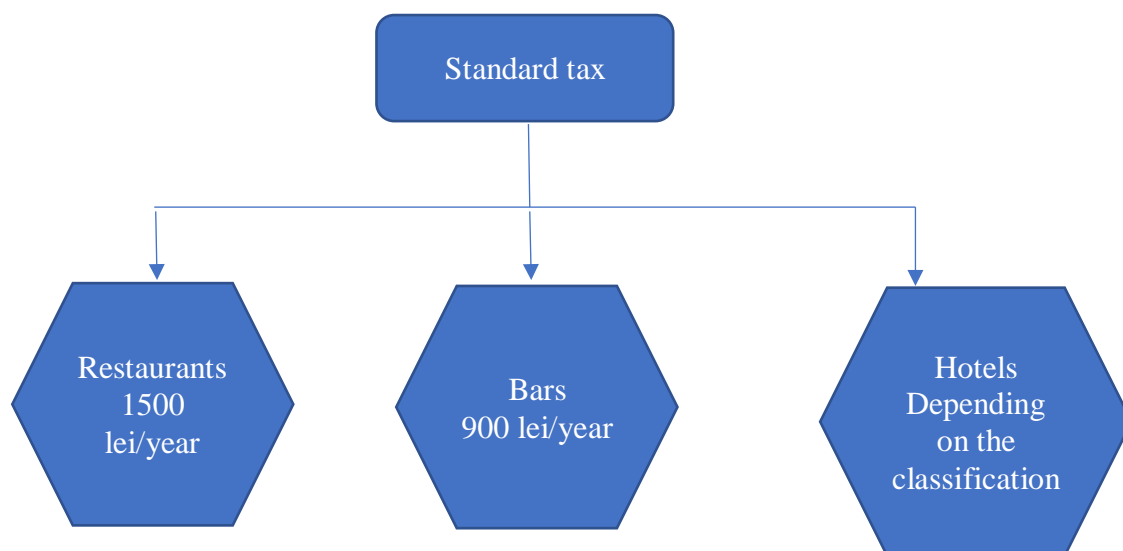 Standard tax
Restaurants
1500
lei/year
Bars
900 lei/year
Hotels
Depending
on the
classification